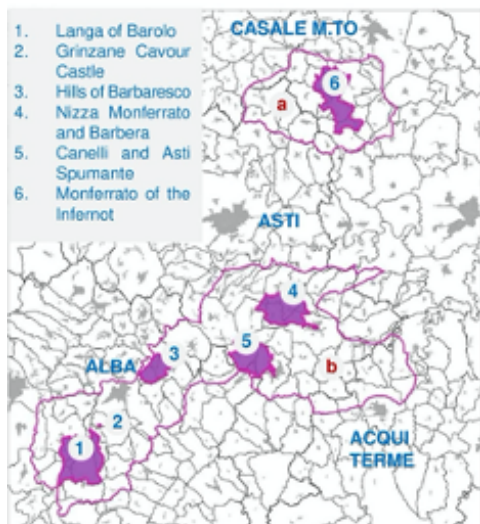 1. Langa of Barolo
2. Grinzane Cavour
Castle
3. Hills of Barbaresco
4. Nizza Monferrato
and Barbera
5. Canelli and Asti
Spumante
6. Monferrato of the
Infernot
CASALE M.TO
6
a
ASTI
4
5
3
ALBA
b
2
1
ACQUI
TERME